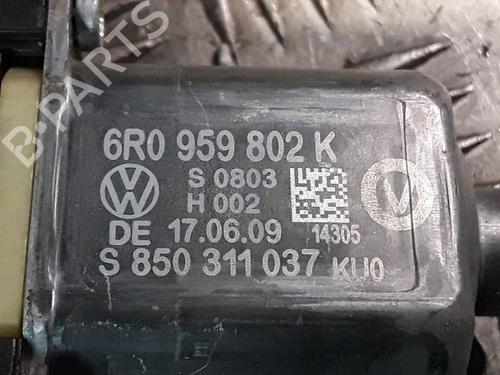 B-PARTS
6R0 959 802 K
S 0803
H 002
DE 17.06.09 14305
S 850 311 037 KU0